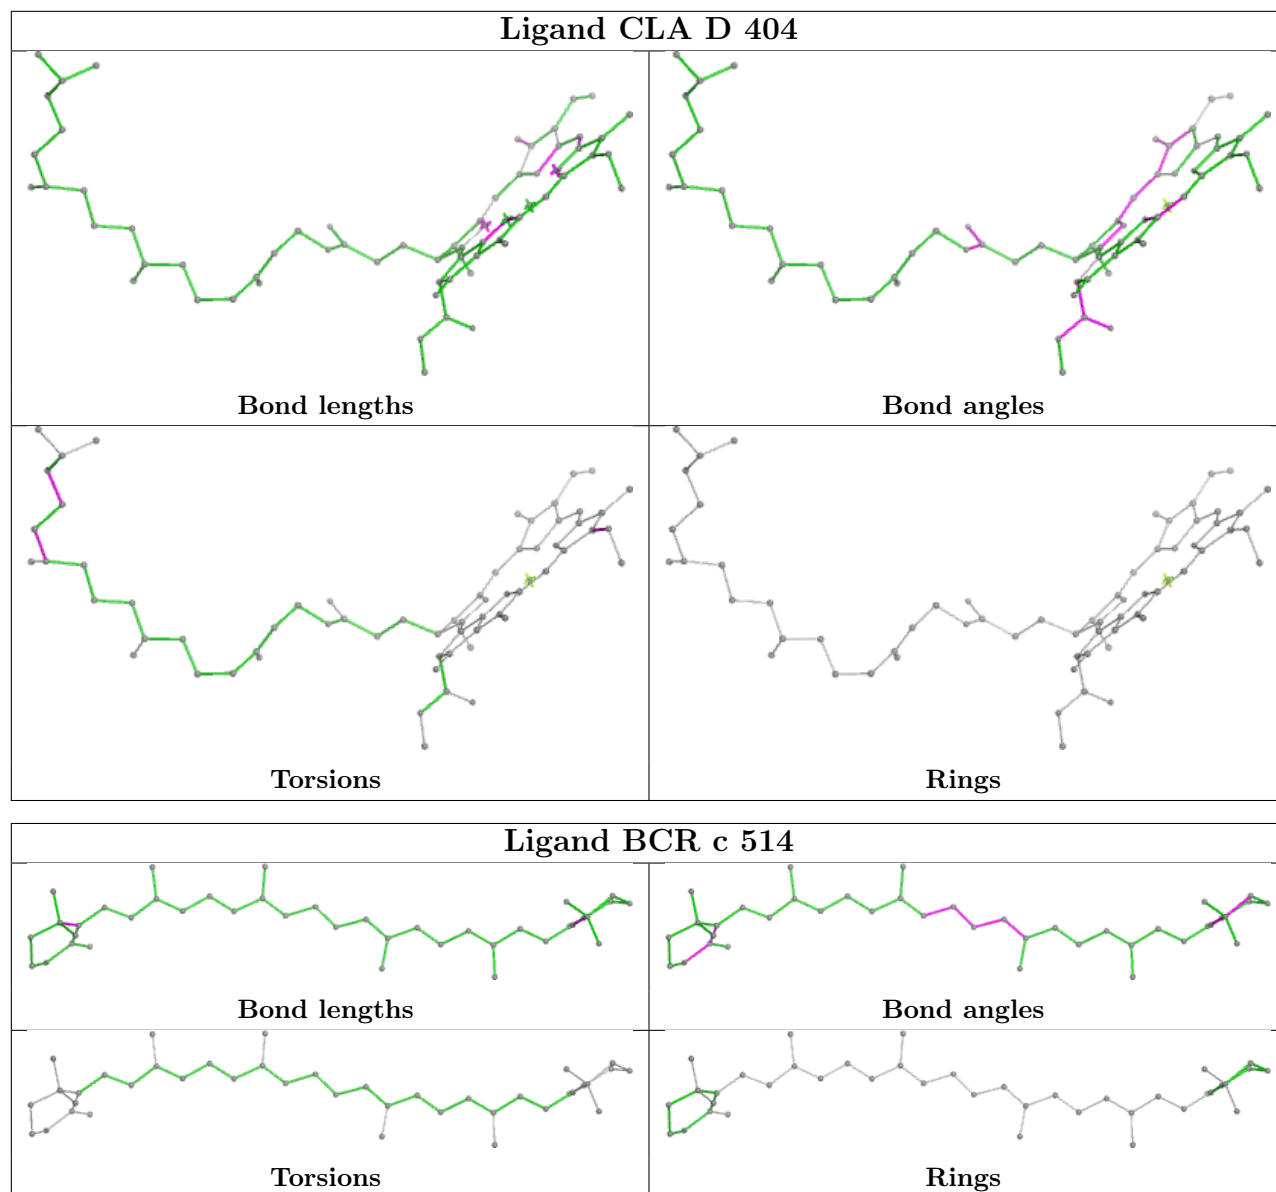 Ligand CLA D 404
Bond lengths
Bond angles
Torsions
Rings
Ligand BCR c 514
Bond lengths
Bond angles
Torsions
Rings